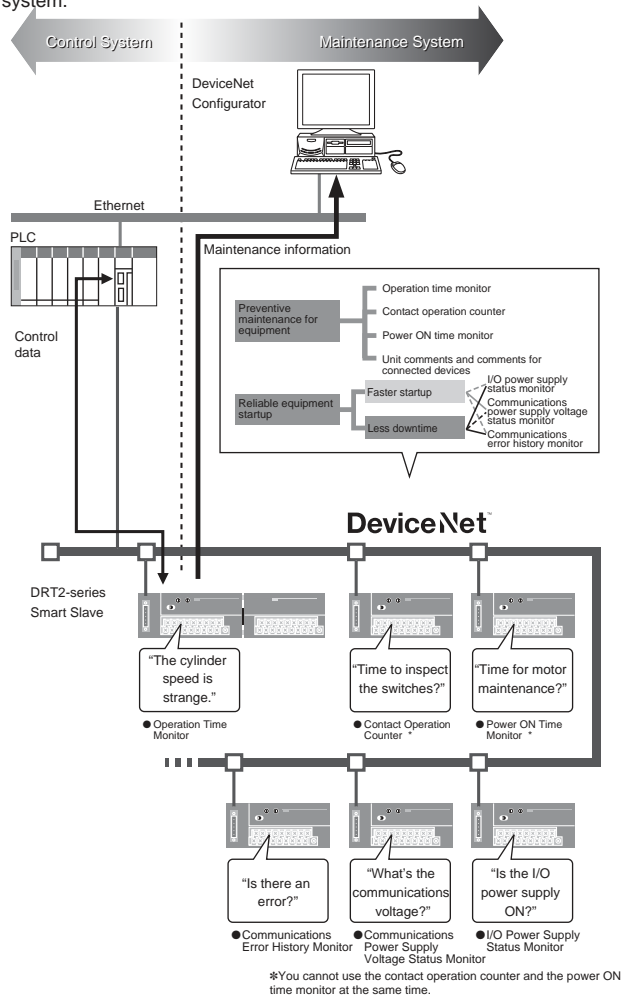 system.
Control System
Maintenance System
DeviceNet
Configurator
Ethernet
PLC
Maintenance information
Control
data
Preventive
maintenance for
equipment
Operation time monitor
Contact operation counter
Power ON time monitor
Unit comments and comments for
connected devices
Reliable equipment
startup
Faster startup
Less downtime
I/O power supply
status monitor
Communications
power supply voltage
status monitor
Communications
error history monitor
DeviceNet™
DRT2-series
Smart Slave
“The cylinder
speed is
strange.”
“Time to inspect
the switches?”
“Time for motor
maintenance?”
●Operation Time
Monitor
●Contact Operation
Counter *
●Power ON Time
Monitor *
“Is there an
error?”
“What’s the
communications
voltage?”
“Is the I/O
power supply
ON?”
●Communications
Error History Monitor
●Communications
Power Supply
Voltage Status Monitor
●I/O Power Supply
Status Monitor
✽You cannot use the contact operation counter and the power ON
time monitor at the same time.